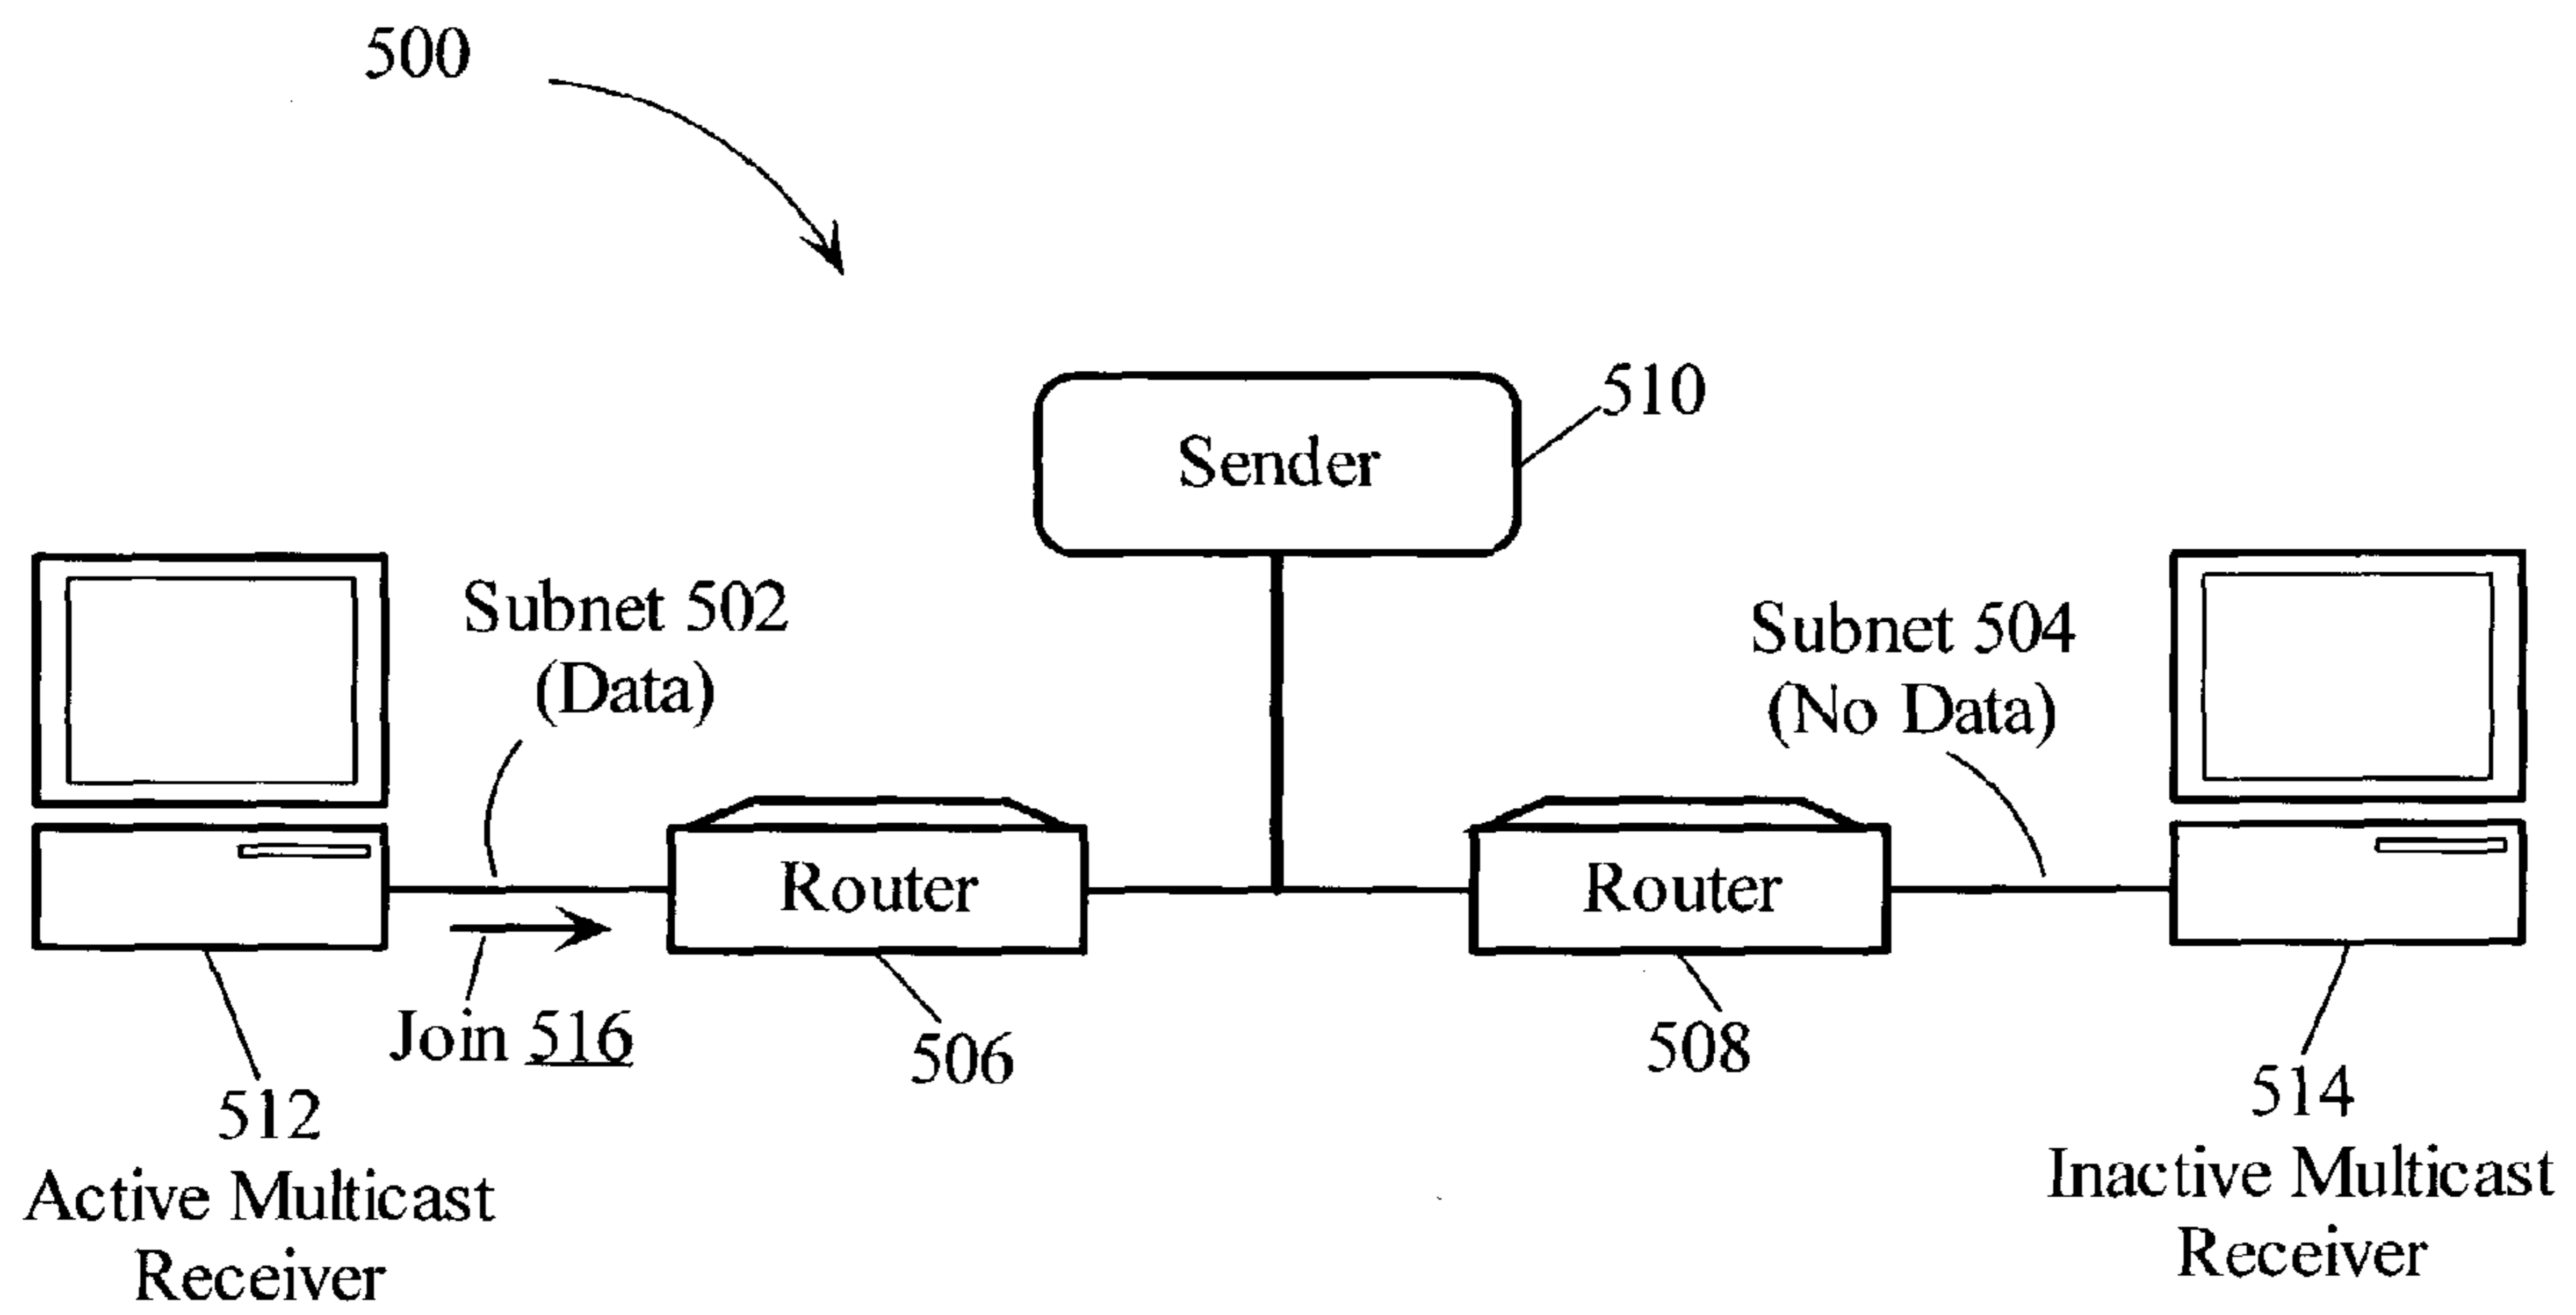 500
510
Sender
Subnet 502
(Data)
Subnet 504
(No Data)
Router
Router
Join 516
506
508
512
Active Multicast
Receiver
514
Inactive Multicast
Receiver